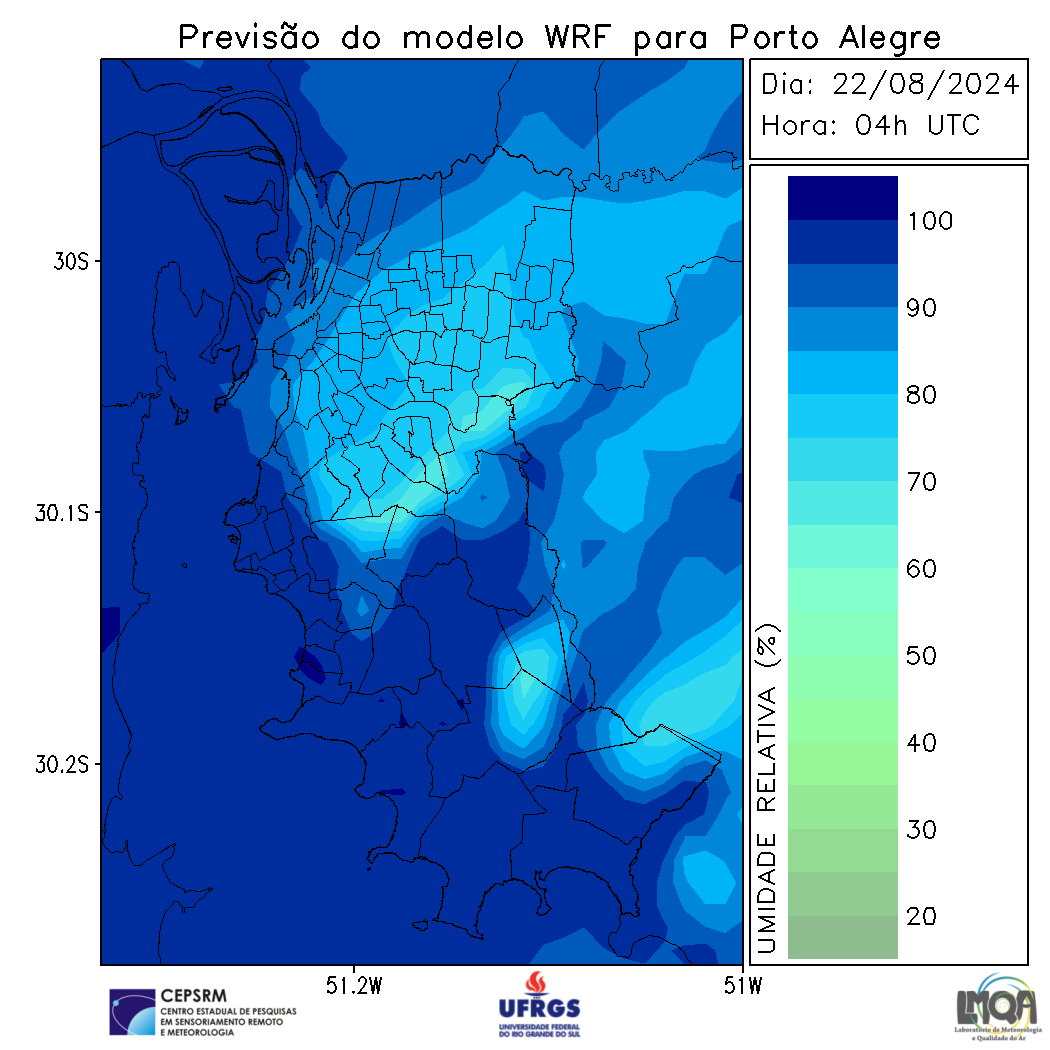 Previsão do modelo WRF para Porto Alegre
Dia: 22/08/2024
Hora: 04h UTC
100
90
80
70
60
50
40
30
20
UMIDADE RELATIVA (%)
30S
30.1S
30.2S
51.2W
51W
CEPSRM
CENTRO ESTADUAL DE PESQUISAS
EM SENSORIAMENTO REMOTO
E METEOROLOGIA
UFRGS
UNIVERSIDADE FEDERAL
DO RIO GRANDE DO SUL
LMQA
Laboratório de Meteorologia
e Qualidade do Ar